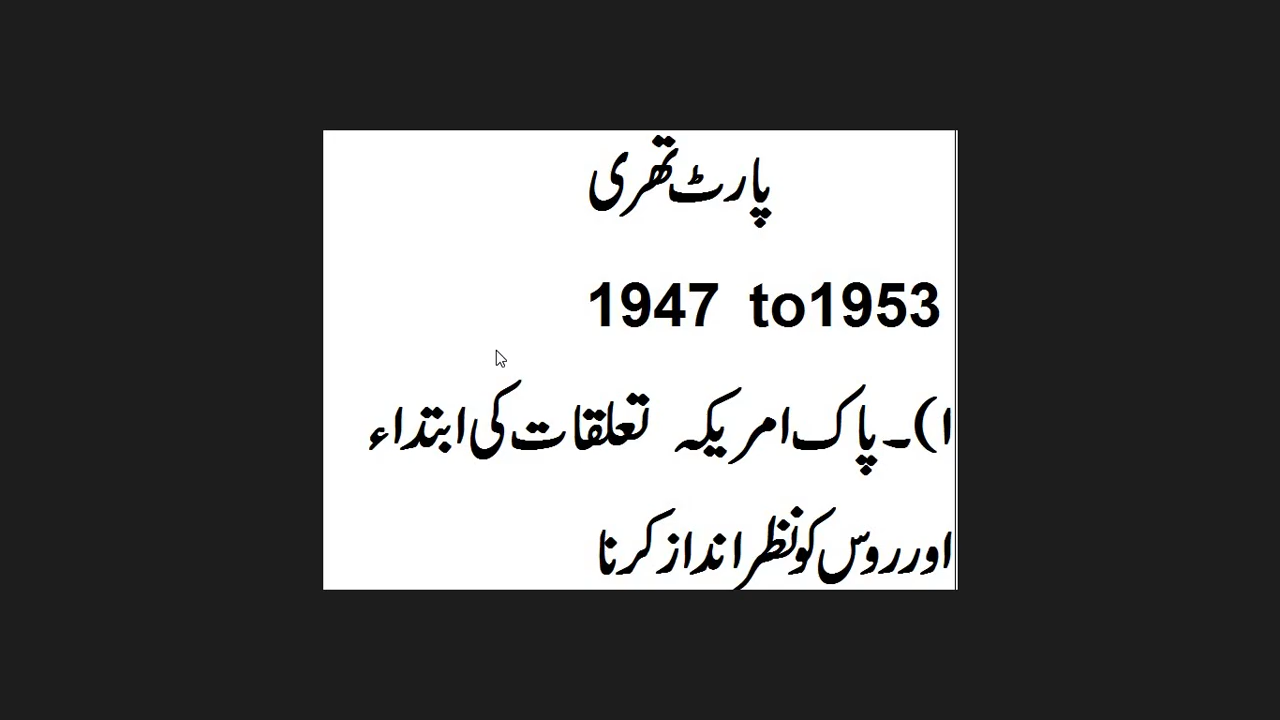 پارٹ تھری
1947 to1953
ا)۔پاک امریکہ تعلقات کی ابتداء
اور روس کو نظر انداز کرنا